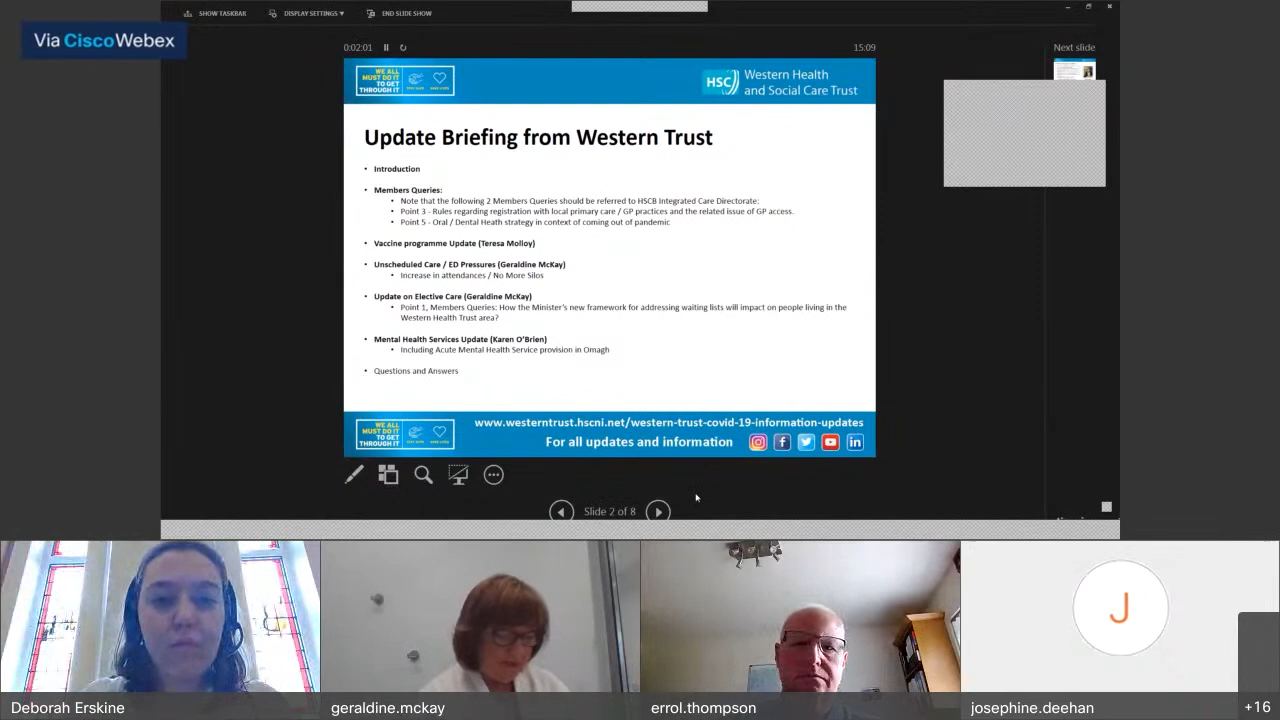 SHOW TASKBAR
DISPLAY SETTINGS ▾
END SLIDE SHOW
Via CiscoWebex
0:02:01
15:09
Next slide
WE ALL
MUST DO IT
TO GET
THROUGH IT
HSC
Western Health
and Social Care Trust
Update Briefing from Western Trust
• Introduction
• Members Queries:
• Note that the following 2 Members Queries should be referred to HSCB Integrated Care Directorate:
• Point 3 - Rules regarding registration with local primary care / GP practices and the related issue of GP access.
• Point 5 - Oral / Dental Heath strategy in context of coming out of pandemic
• Vaccine programme Update (Teresa Molloy)
• Unscheduled Care / ED Pressures (Geraldine McKay)
• Increase in attendances / No More Silos
• Update on Elective Care (Geraldine McKay)
• Point 1, Members Queries: How the Minister's new framework for addressing waiting lists will impact on people living in the
Western Health Trust area?
• Mental Health Services Update (Karen O'Brien)
• Including Acute Mental Health Service provision in Omagh
• Questions and Answers
WE ALL
MUST DO IT
TO GET
THROUGH IT
www.westerntrust.hscni.net/western-trust-covid-19-information-updates
For all updates and information
Slide 2 of 8
J
Deborah Erskine
geraldine.mckay
errol.thompson
josephine.deehan
+16